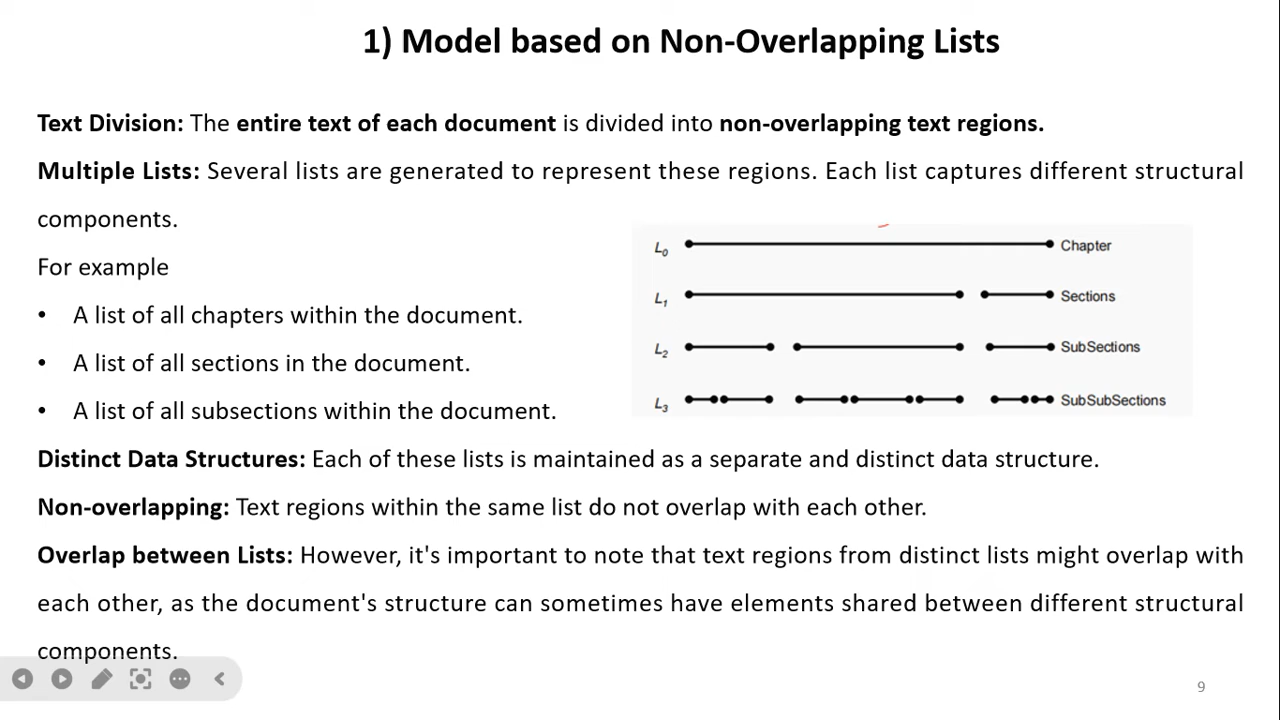 1) Model based on Non-Overlapping Lists
Text Division: The entire text of each document is divided into non-overlapping text regions.
Multiple Lists: Several lists are generated to represent these regions. Each list captures different structural
components.
For example
• A list of all chapters within the document.
• A list of all sections in the document.
• A list of all subsections within the document.
L0 Chapter
L1 Sections
L2 SubSections
L3 SubSubSections
Distinct Data Structures: Each of these lists is maintained as a separate and distinct data structure.
Non-overlapping: Text regions within the same list do not overlap with each other.
Overlap between Lists: However, it's important to note that text regions from distinct lists might overlap with
each other, as the document's structure can sometimes have elements shared between different structural
components.
9